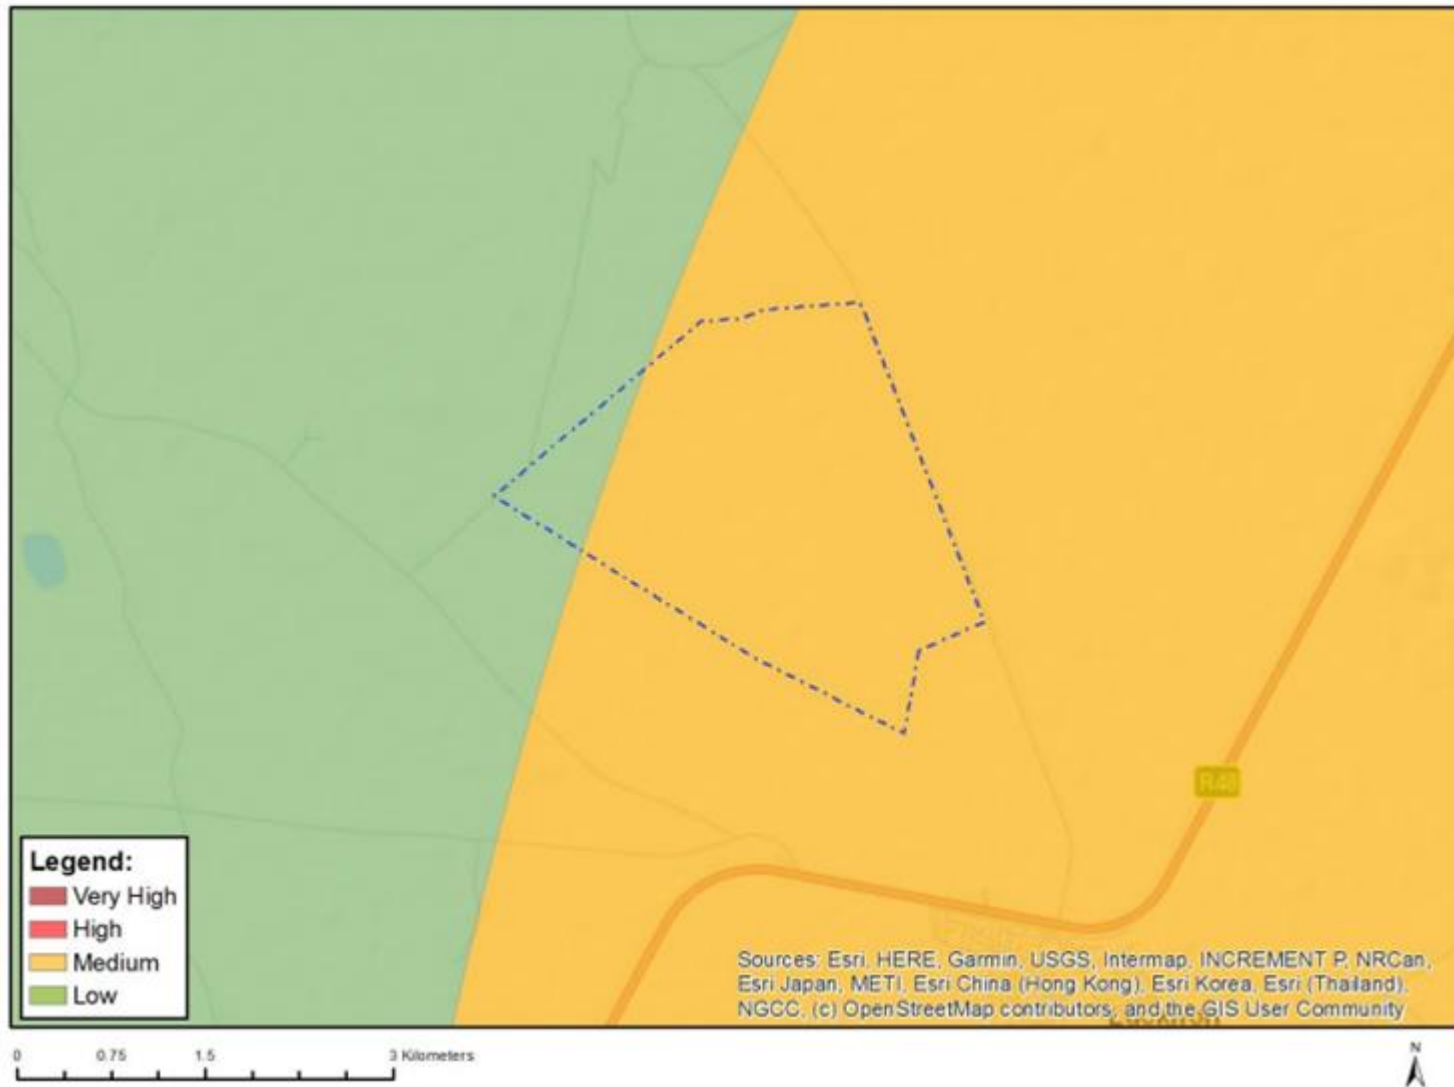 R48
Legend:
Very High
High
Medium
Low
Sources: Esri, HERE, Garmin, USGS, Intermap, INCREMENT P, NRCan,
Esri Japan, METI, Esri China (Hong Kong), Esri Korea, Esri (Thailand),
NGCC, (c) OpenStreetMap contributors, and the GIS User Community
0 0.75 1.5 3 Kilometers
N